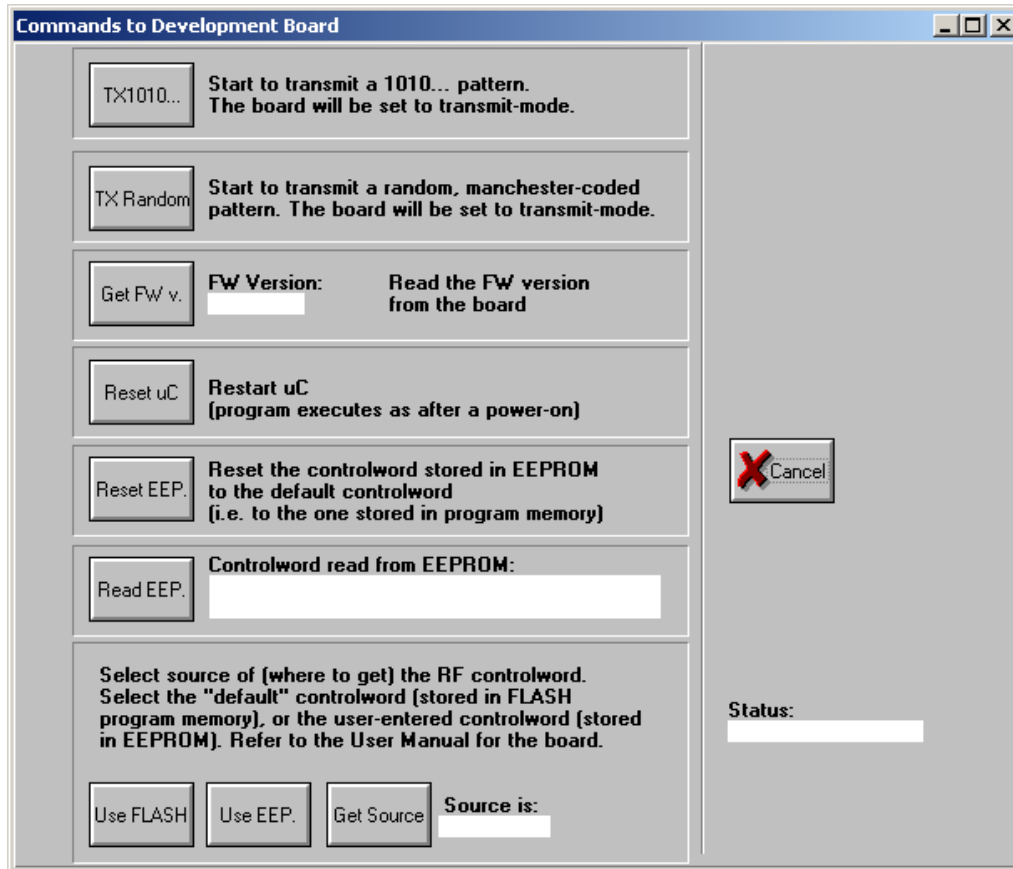 Commands to Development Board
TX1010...
Start to transmit a 1010... pattern.
The board will be set to transmit-mode.
TX Random
Start to transmit a random, manchester-coded
pattern. The board will be set to transmit-mode.
Get FW v.
FW Version:
Read the FW version
from the board
Reset uC
Restart uC
(program executes as after a power-on)
Reset EEP.
Reset the controlword stored in EEPROM
to the default controlword
(i.e. to the one stored in program memory)
Cancel
Read EEP.
Controlword read from EEPROM:
Select source of (where to get) the RF controlword.
Select the "default" controlword (stored in FLASH
program memory), or the user-entered controlword (stored
in EEPROM). Refer to the User Manual for the board.
Status:
Use FLASH
Use EEP.
Get Source
Source is: